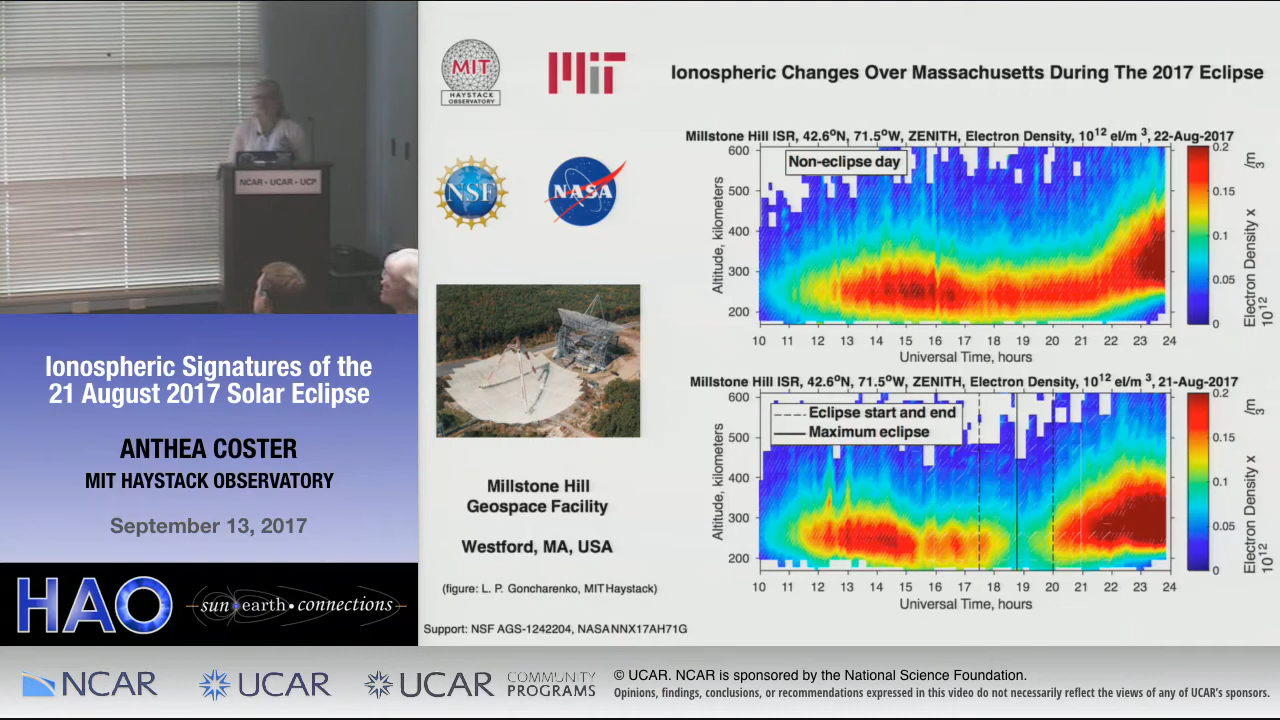 NCAR - UCAR - UCP
Ionospheric Signatures of the
21 August 2017 Solar Eclipse
ANTHEA COSTER
MIT HAYSTACK OBSERVATORY
September 13, 2017
HAO
sun earth • connections
MIT
HAYSTACK
OBSERVATORY
MIT
NSF
NASA
Millstone Hill
Geospace Facility
Westford, MA, USA
(figure: L. P. Goncharenko, MIT Haystack)
Support: NSF AGS-1242204, NASA NNX17AH71G
Ionospheric Changes Over Massachusetts During The 2017 Eclipse
Millstone Hill ISR, 42.6°N, 71.5°W, ZENITH, Electron Density, 10¹² el/m ³, 22-Aug-2017
Non-eclipse day
600
500
400
300
200
Altitude, kilometers
10 11 12 13 14 15 16 17 18 19 20 21 22 23 24
Universal Time, hours
0.2
0.15
0.1
0.05
0
Electron Density x 10¹² /m³
Millstone Hill ISR, 42.6°N, 71.5°W, ZENITH, Electron Density, 10¹² el/m ³, 21-Aug-2017
Eclipse start and end
Maximum eclipse
600
500
400
300
200
Altitude, kilometers
10 11 12 13 14 15 16 17 18 19 20 21 22 23 24
Universal Time, hours
0.2
0.15
0.1
0.05
0
Electron Density x 10¹² /m³
NCAR
UCAR
UCAR
COMMUNITY
PROGRAMS
© UCAR. NCAR is sponsored by the National Science Foundation.
Opinions, findings, conclusions, or recommendations expressed in this video do not necessarily reflect the views of any of UCAR's sponsors.